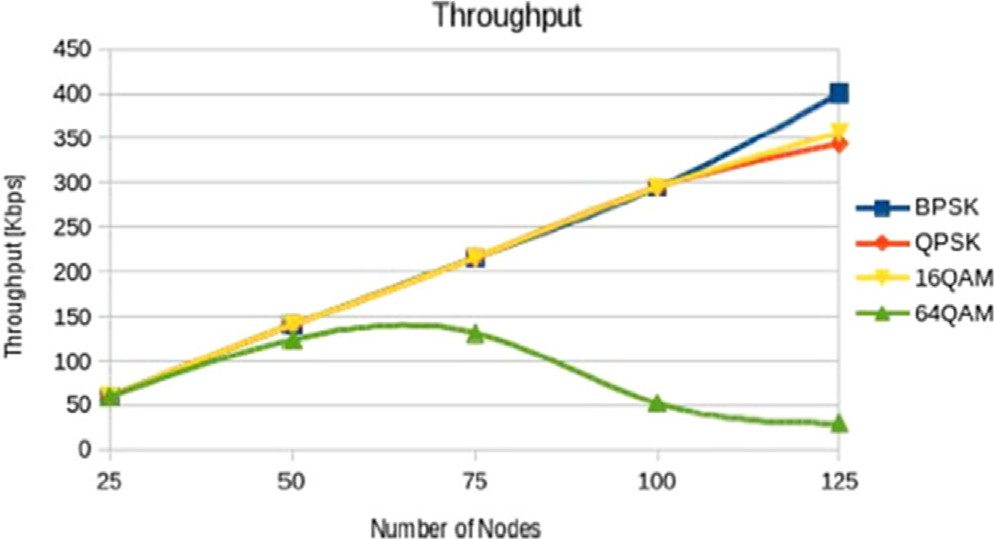 Throughput
450
400
350
300
250
200
150
100
50
0
Throughput [Kbps]
25 50 75 100 125
Number of Nodes
BPSK
QPSK
16QAM
64QAM